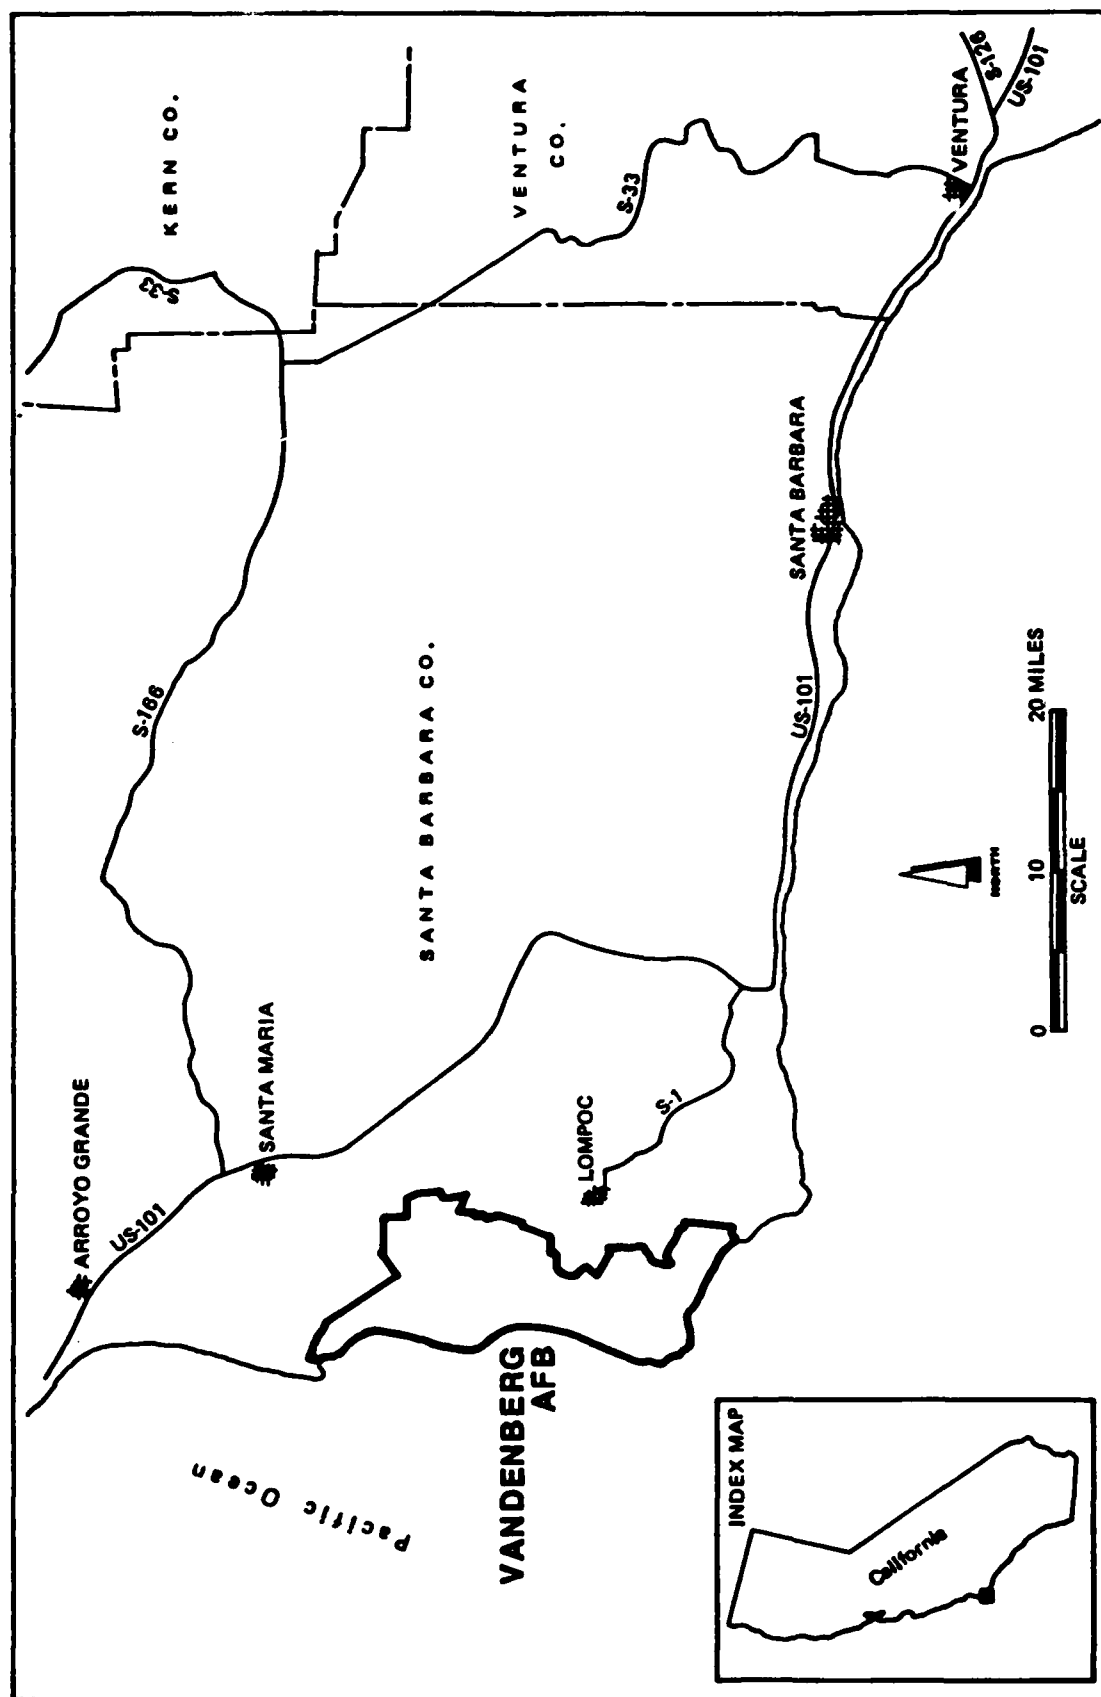 KERN CO.
S-33
VENTURA
CO.
S-33
S-126
US-101
VENTURA
S-166
SANTA BARBARA CO.
SANTA BARBARA
US-101
ARROYO GRANDE
US-101
SANTA MARIA
LOMPOC
S-1
Pacific Ocean
VANDENBERG
AFB
NORTH
0 10 20 MILES
SCALE
INDEX MAP
California